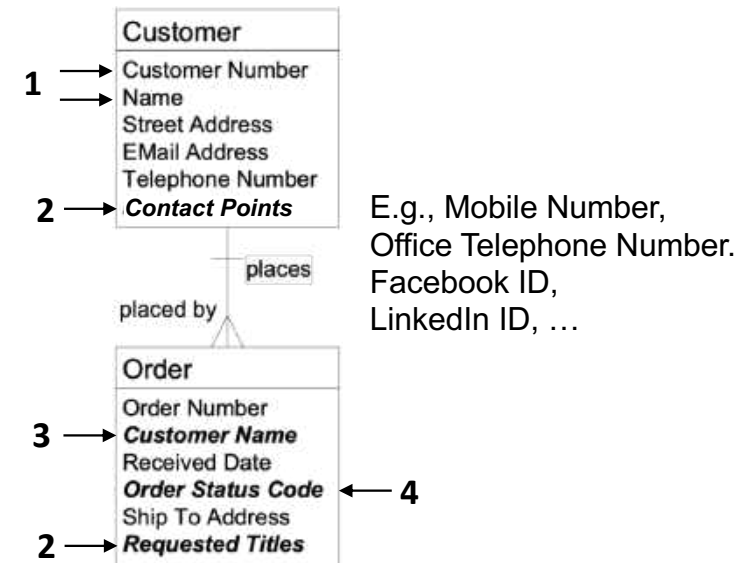 Customer
1
Customer Number
Name
Street Address
EMail Address
Telephone Number
2
Contact Points
E.g., Mobile Number,
Office Telephone Number.
Facebook ID,
LinkedIn ID, …
places
placed by
Order
Order Number
3
Customer Name
Received Date
Order Status Code
4
Ship To Address
2
Requested Titles